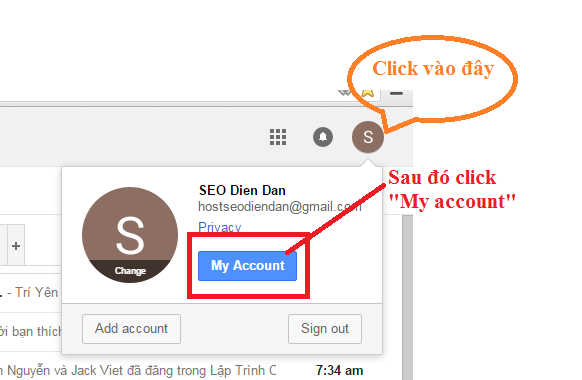 Click vào đây
S
SEO Dien Dan
hostseodiendan@gmail.com
Privacy
S
Change
My Account
Sau đó click
"My account"
+
- Trí Yên
Add account
Sign out
ời bạn thích
n Nguyễn và Jack Viet đã đăng trong Lập Trình C
7:34 am